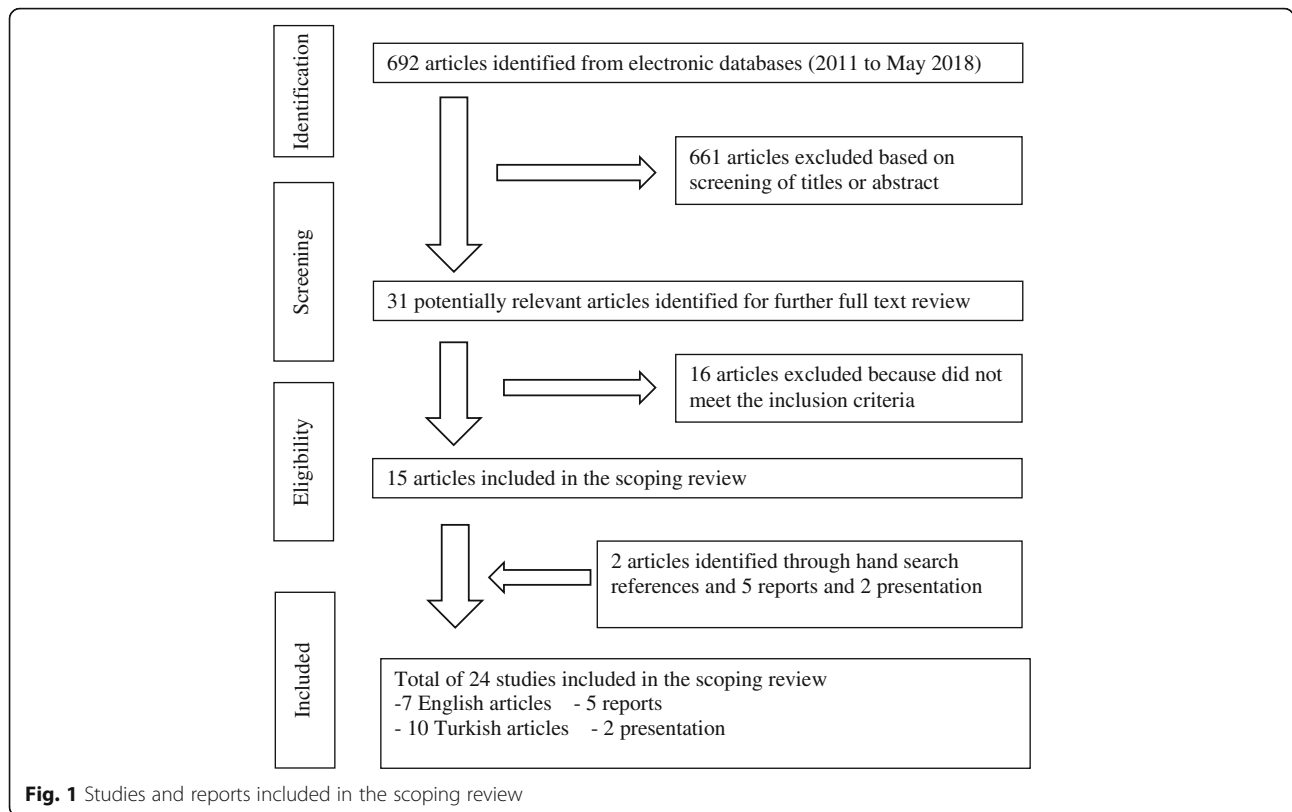 Identification
692 articles identified from electronic databases (2011 to May 2018)
661 articles excluded based on
screening of titles or abstract
Screening
31 potentially relevant articles identified for further full text review
16 articles excluded because did not
meet the inclusion criteria
Eligibility
15 articles included in the scoping review
2 articles identified through hand search
references and 5 reports and 2 presentation
Included
Total of 24 studies included in the scoping review
-7 English articles - 5 reports
- 10 Turkish articles - 2 presentation
Fig. 1 Studies and reports included in the scoping review